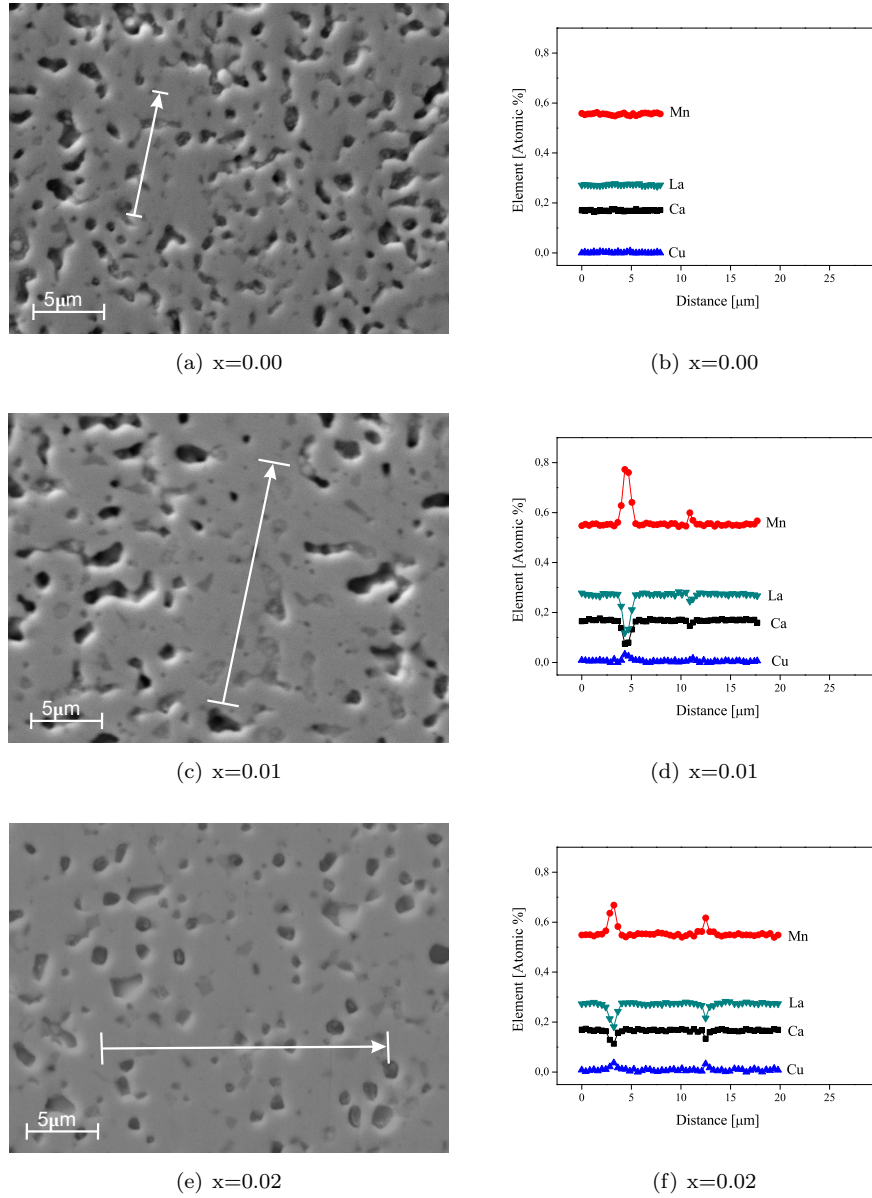 5µm
(a) x=0.00
0,8
0,6
0,4
0,2
0,0
Element [Atomic %]
Mn
La
Ca
Cu
0 5 10 15 20 25
Distance [µm]
(b) x=0.00
5µm
(c) x=0.01
0,8
0,6
0,4
0,2
0,0
Element [Atomic %]
Mn
La
Ca
Cu
0 5 10 15 20 25
Distance [µm]
(d) x=0.01
5µm
(e) x=0.02
0,8
0,6
0,4
0,2
0,0
Element [Atomic %]
Mn
La
Ca
Cu
0 5 10 15 20 25
Distance [µm]
(f) x=0.02